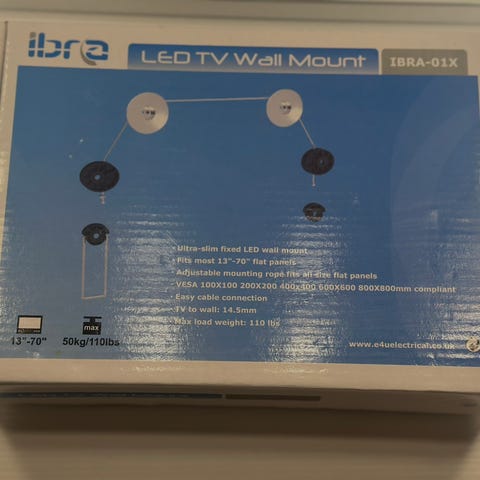 ibra
LED TV Wall Mount
IBRA-01X
- Ultra-slim fixed LED wall mount
- Fits most 13"-70" flat panels
- Adjustable mounting rope fits all size flat panels
- VESA 100X100 200X200 400x400 600X600 800X800mm compliant
- Easy cable connection
- TV to wall: 14.5mm
- Max load weight: 110 lbs
max
13"-70"
50kg/110lbs
www.e4uelectrical.co.uk